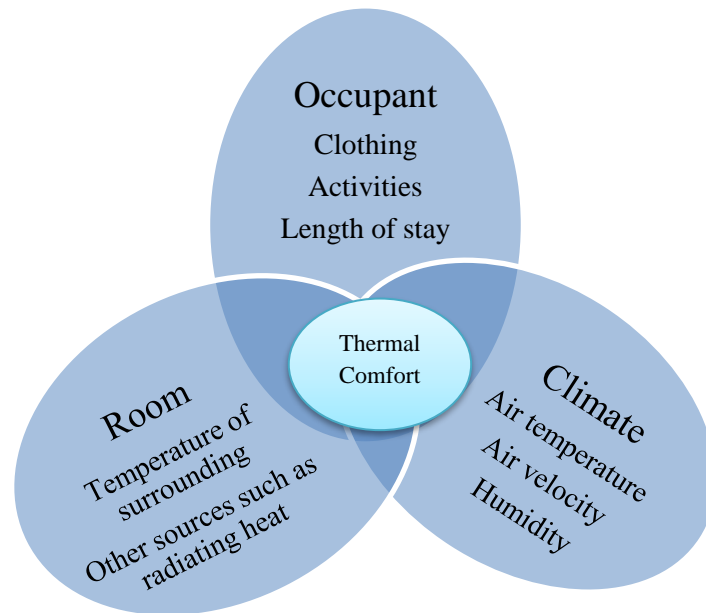 Occupant
Clothing
Activities
Length of stay
Thermal
Comfort
Room
Temperature of
surrounding
Other sources such as
radiating heat
Climate
Air temperature
Air velocity
Humidity